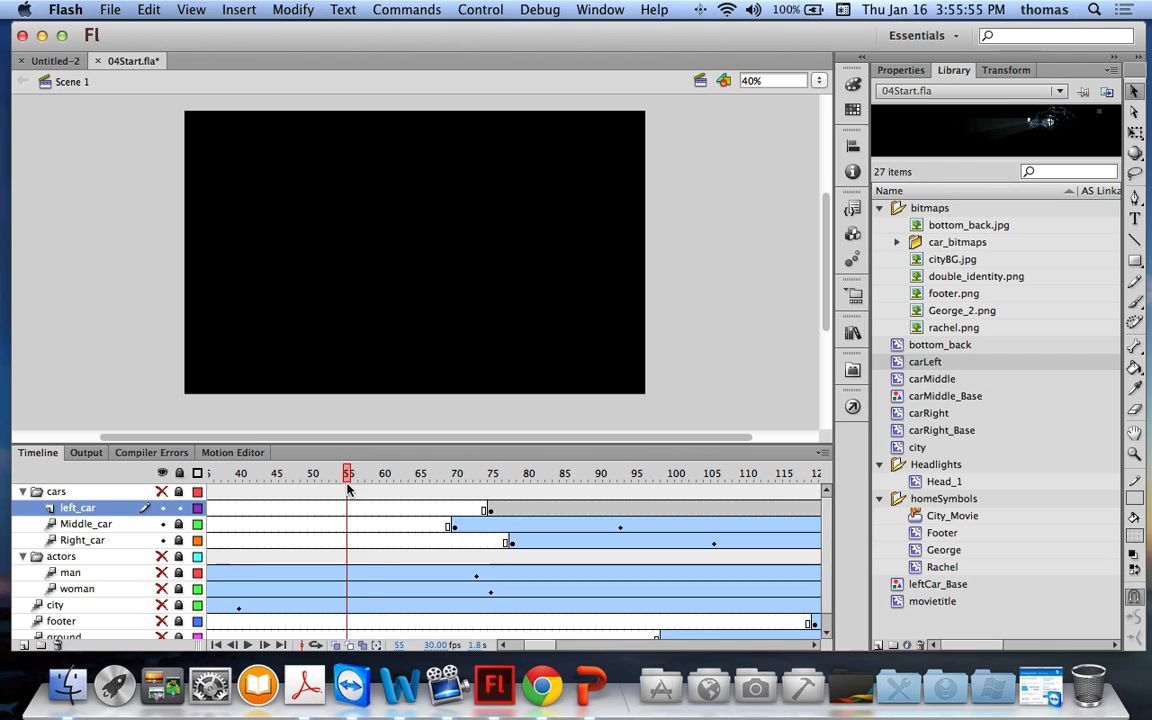 Flash File Edit View Insert Modify Text Commands Control Debug Window Help 100% Thu Jan 16 3:55:55 PM thomas
Fl Essentials
Untitled-2 04Start.fla*
Scene 1 40%
Properties Library Transform
04Start.fla
27 items
Name AS Linka
bitmaps
bottom_back.jpg
car_bitmaps
cityBG.jpg
double_identity.png
footer.png
George_2.png
rachel.png
bottom_back
carLeft
carMiddle
carMiddle_Base
carRight
carRight_Base
city
Headlights
Head_1
homeSymbols
City_Movie
Footer
George
Rachel
leftCar_Base
movietitle
Timeline Output Compiler Errors Motion Editor
40 45 50 55 60 65 70 75 80 85 90 95 100 105 110 115 12
cars
left_car
Middle_car
Right_car
actors
man
woman
city
footer
ground
55 30.00 fps 1.8 s
Fl